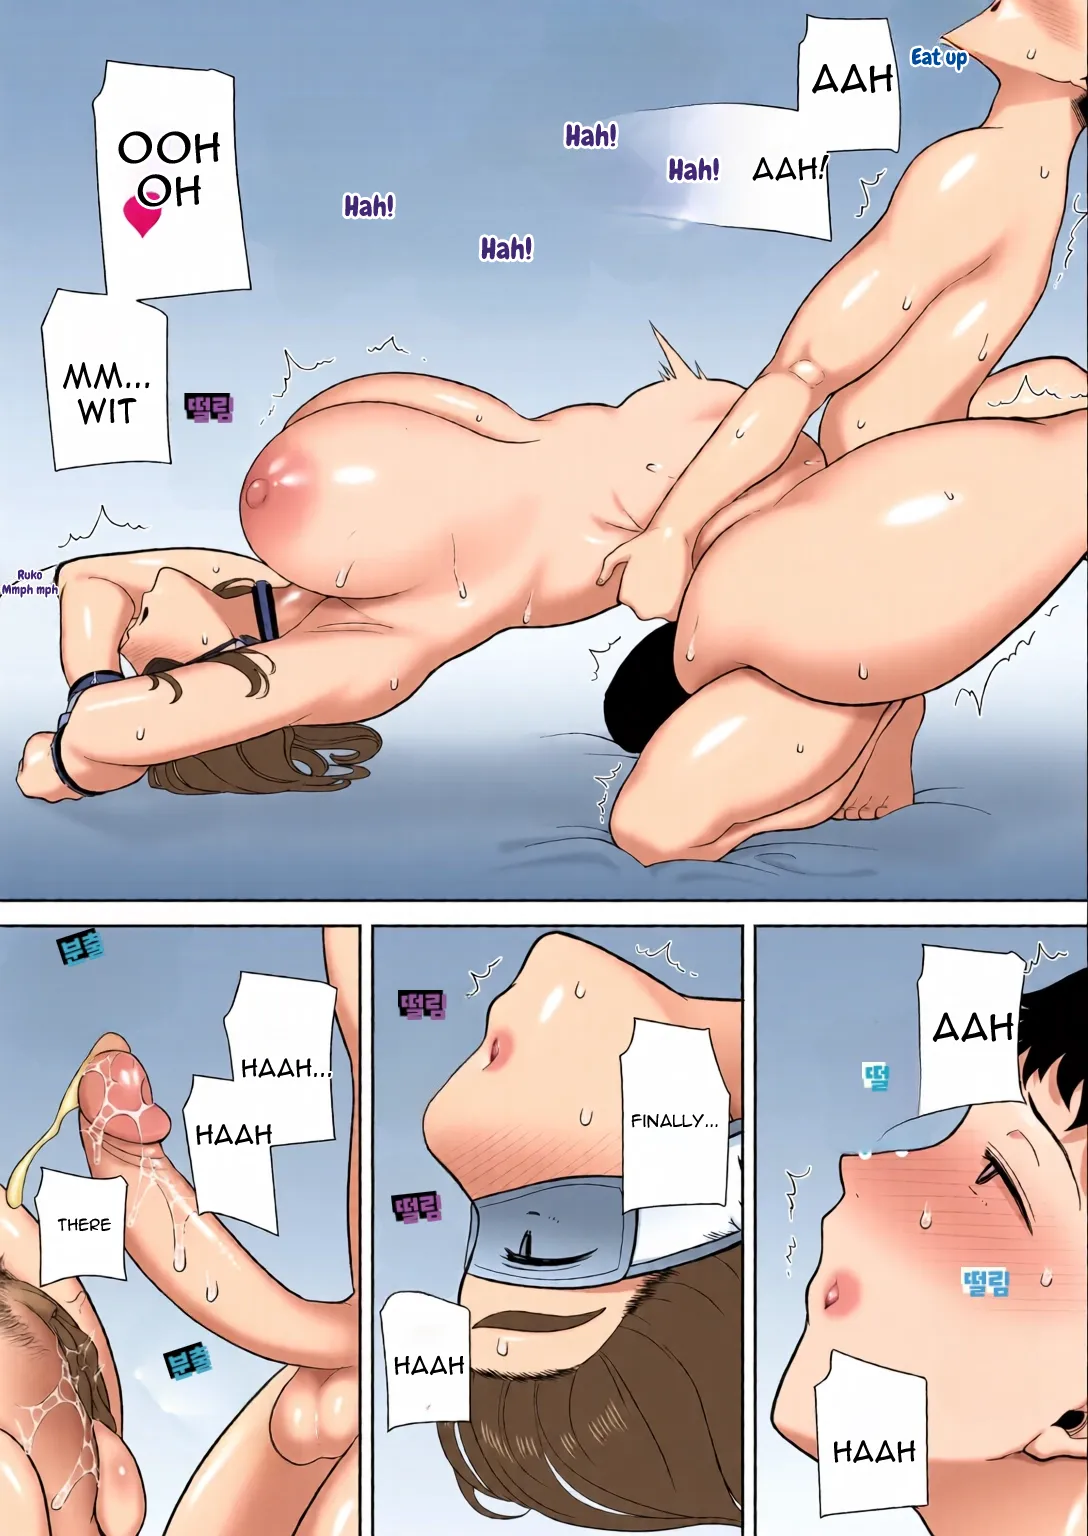 AAH
Eat up
OOH
OH
Hah!
Hah!
AAH!
Hah!
Hah!
MM...
WIT
떨림
Ruko
Mmph mph
분출
HAAH...
HAAH
THERE
분출
떨림
FINALLY...
떨림
HAAH
AAH
떨
떨림
HAAH